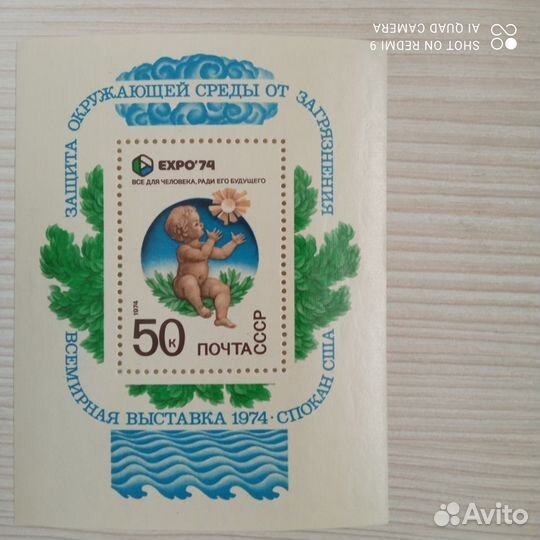 SHOT ON REDMI 9
AI QUAD CAMERA
ЗАЩИТА ОКРУЖАЮЩЕЙ СРЕДЫ ОТ ЗАГРЯЗНЕНИЯ
EXPO'74
ВСЕ ДЛЯ ЧЕЛОВЕКА, РАДИ ЕГО БУДУЩЕГО
1974
50 К
ПОЧТА СССР
ВСЕМИРНАЯ ВЫСТАВКА 1974 · СПОКАН США
Avito